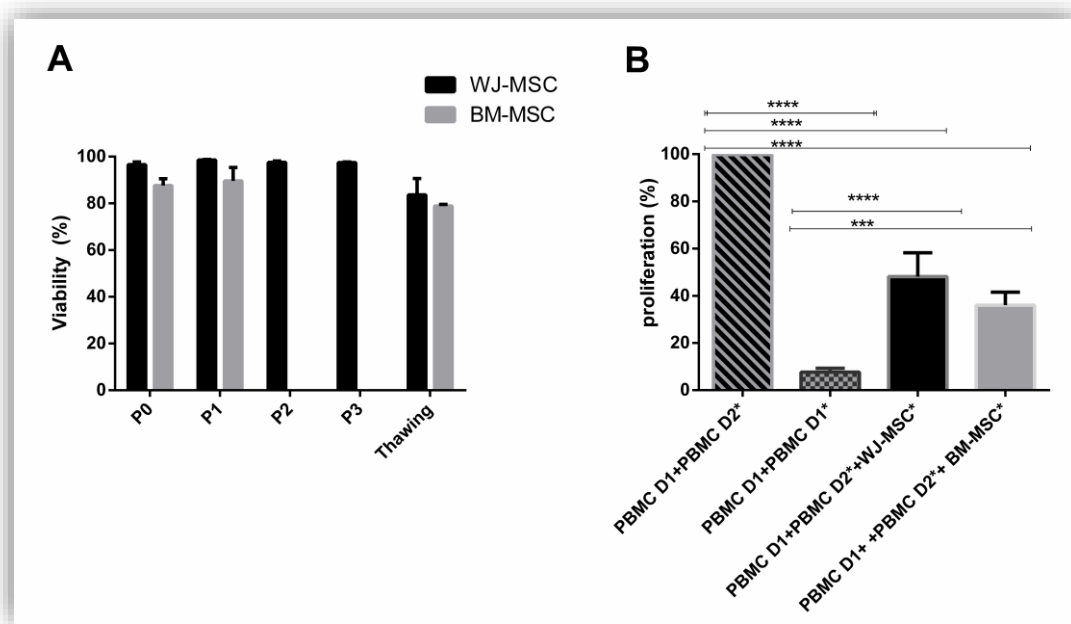 A
WJ-MSC
BM-MSC
Viability (%)
100
80
60
40
20
0
P0
P1
P2
P3
Thawing
B
****
****
****
****
***
proliferation (%)
100
80
60
40
20
0
PBMC D1+PBMC D2*
PBMC D1+PBMC D1*
PBMC D1+PBMC D2*+WJ-MSC*
PBMC D1+ +PBMC D2*+ BM-MSC*